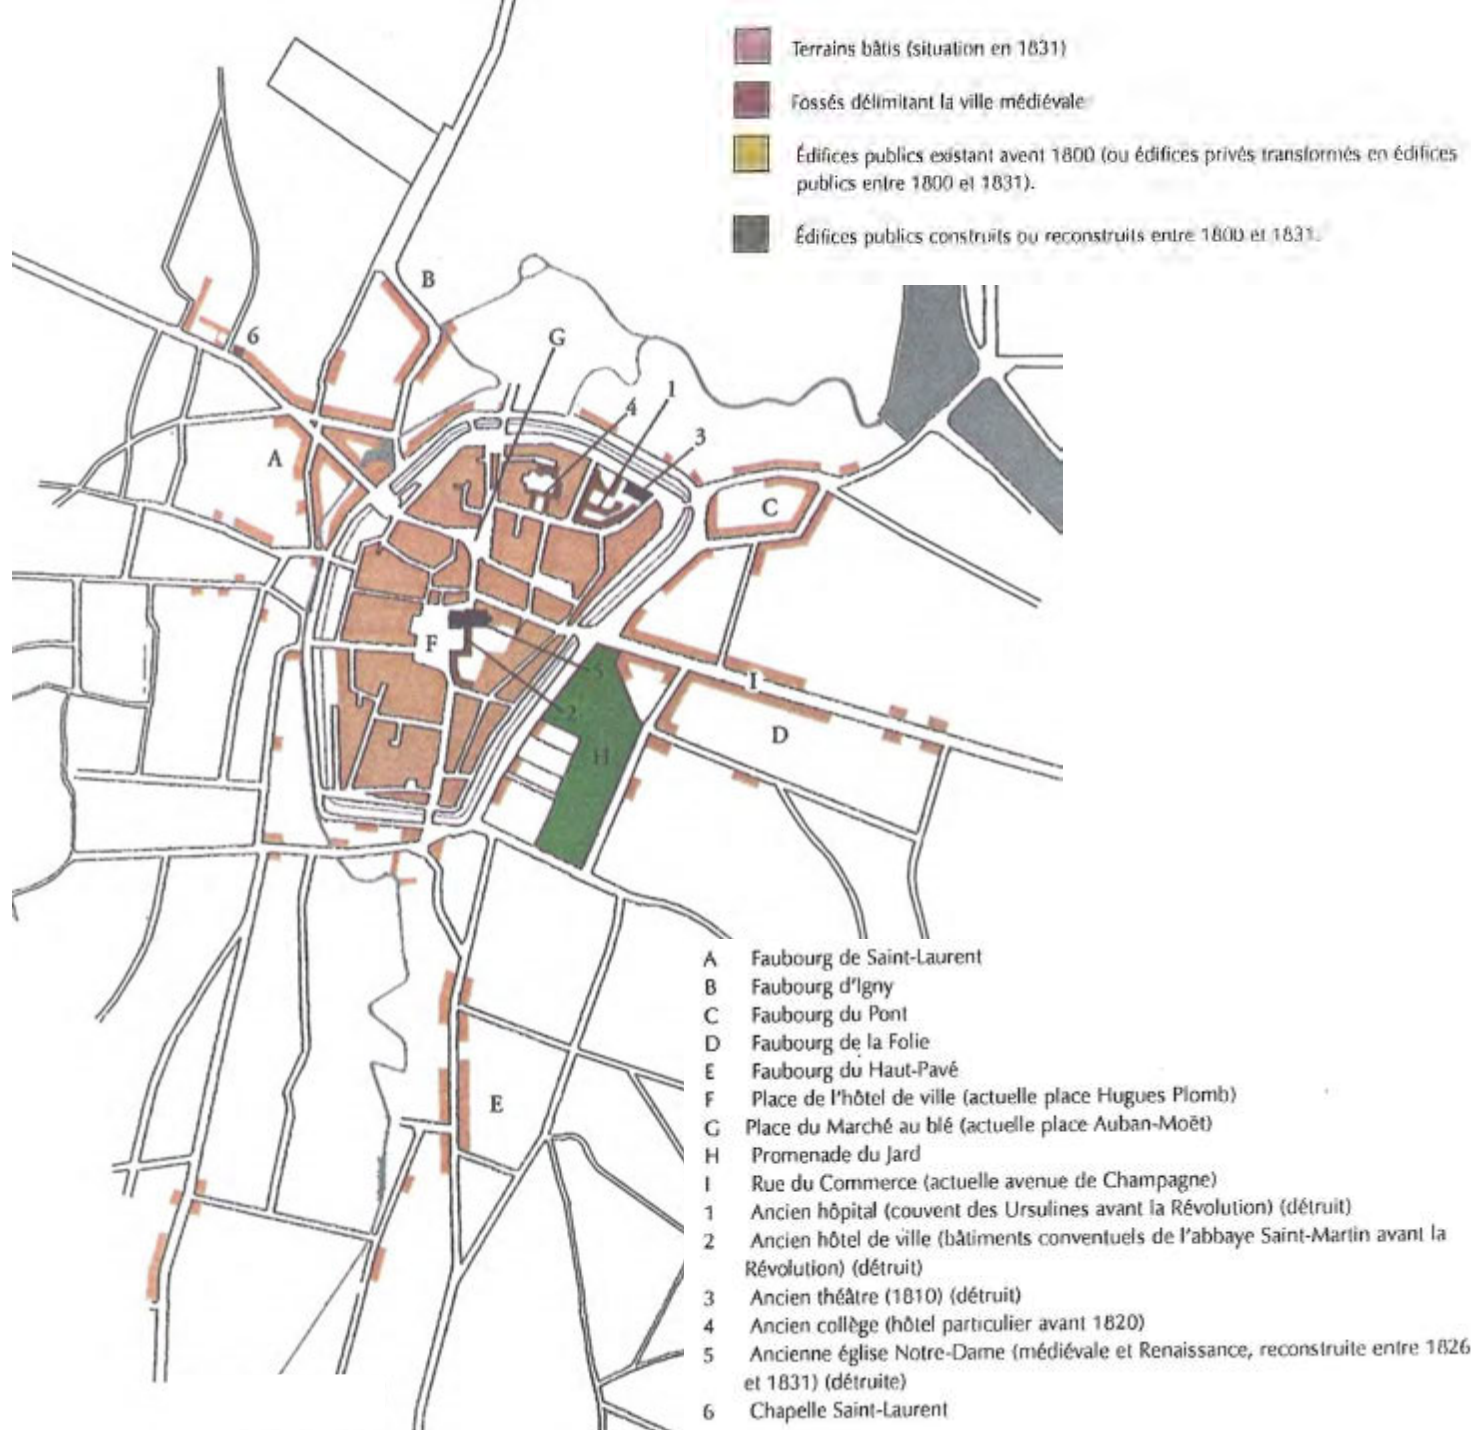 Terrains bâtis (situation en 1831)
Fossés délimitant la ville médiévale
Édifices publics existant avent 1800 (ou édifices privés transformés en édifices
publics entre 1800 et 1831).
Édifices publics construits ou reconstruits entre 1800 et 1831.
B
G
6
1
4
3
A
C
F
5
I
2
D
H
E
A Faubourg de Saint-Laurent
B Faubourg d'Igny
C Faubourg du Pont
D Faubourg de la Folie
E Faubourg du Haut-Pavé
F Place de l'hôtel de ville (actuelle place Hugues Plomb)
G Place du Marché au blé (actuelle place Auban-Moët)
H Promenade du Jard
I Rue du Commerce (actuelle avenue de Champagne)
1 Ancien hôpital (couvent des Ursulines avant la Révolution) (détruit)
2 Ancien hôtel de ville (bâtiments conventuels de l'abbaye Saint-Martin avant la
Révolution) (détruit)
3 Ancien théâtre (1810) (détruit)
4 Ancien collège (hôtel particulier avant 1820)
5 Ancienne église Notre-Dame (médiévale et Renaissance, reconstruite entre 1826
et 1831) (détruite)
6 Chapelle Saint-Laurent